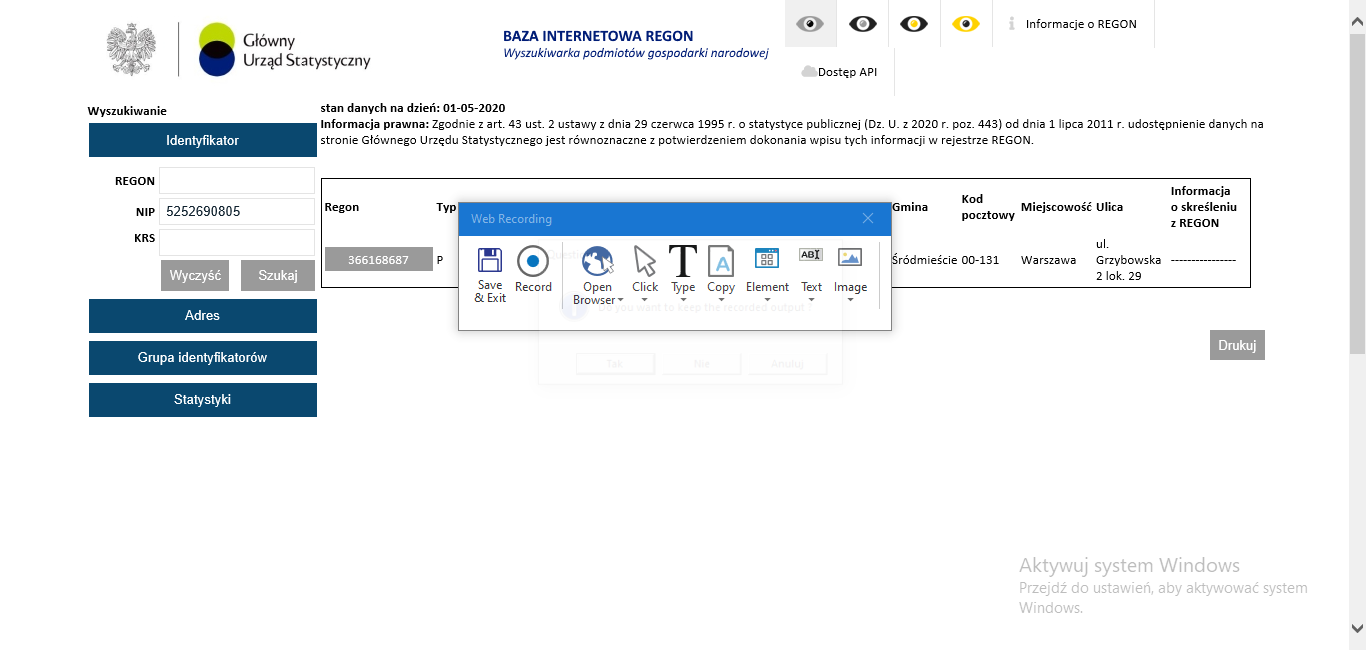 Główny
Urząd Statystyczny
BAZA INTERNETOWA REGON
Wyszukiwarka podmiotów gospodarki narodowej
Informacje o REGON
Dostęp API
Wyszukiwanie
Identyfikator
REGON
NIP 5252690805
KRS
Wyczyść Szukaj
Adres
Grupa identyfikatorów
Statystyki
stan danych na dzień: 01-05-2020
Informacja prawna: Zgodnie z art. 43 ust. 2 ustawy z dnia 29 czerwca 1995 r. o statystyce publicznej (Dz. U. z 2020 r. poz. 443) od dnia 1 lipca 2011 r. udostępnienie danych na
stronie Głównego Urzędu Statystycznego jest równoznaczne z potwierdzeniem dokonania wpisu tych informacji w rejestrze REGON.
Regon Typ Gmina Kod pocztowy Miejscowość Ulica Informacja o skreśleniu z REGON
366168687 P Śródmieście 00-131 Warszawa ul. Grzybowska 2 lok. 29 ----------------
Web Recording
Save & Exit
Record
Open Browser
Click
Type
Copy
Element
ABI
Text
Image
Do you want to keep the recorded output?
Tak Nie Anuluj
Drukuj
Aktywuj system Windows
Przejdź do ustawień, aby aktywować system
Windows.